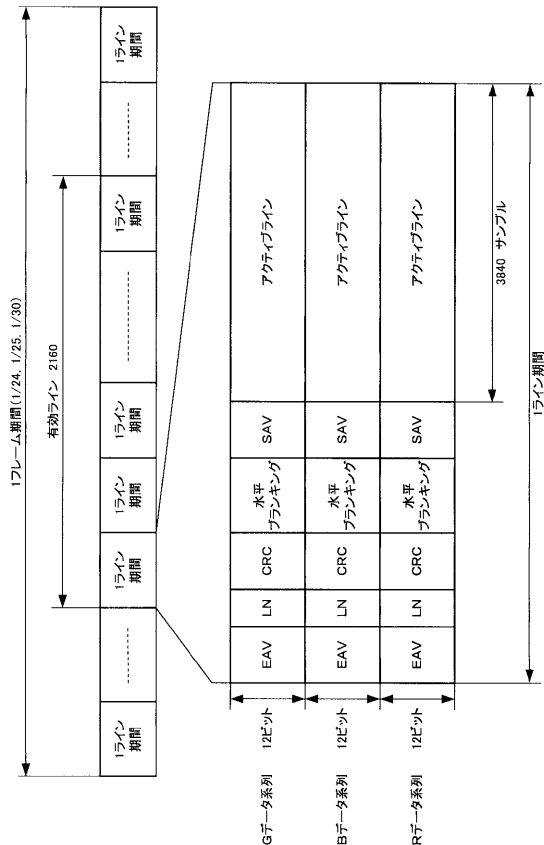 1フレーム期間(1/24, 1/25, 1/30)
有効ライン 2160
1ライン
期間
1ライン
期間
1ライン
期間
1ライン
期間
1ライン
期間
1ライン
期間
Gデータ系列 12ビット EAV LN CRC 水平
ブランキング SAV アクティブライン
Bデータ系列 12ビット EAV LN CRC 水平
ブランキング SAV アクティブライン
Rデータ系列 12ビット EAV LN CRC 水平
ブランキング SAV アクティブライン
3840 サンプル
1ライン期間